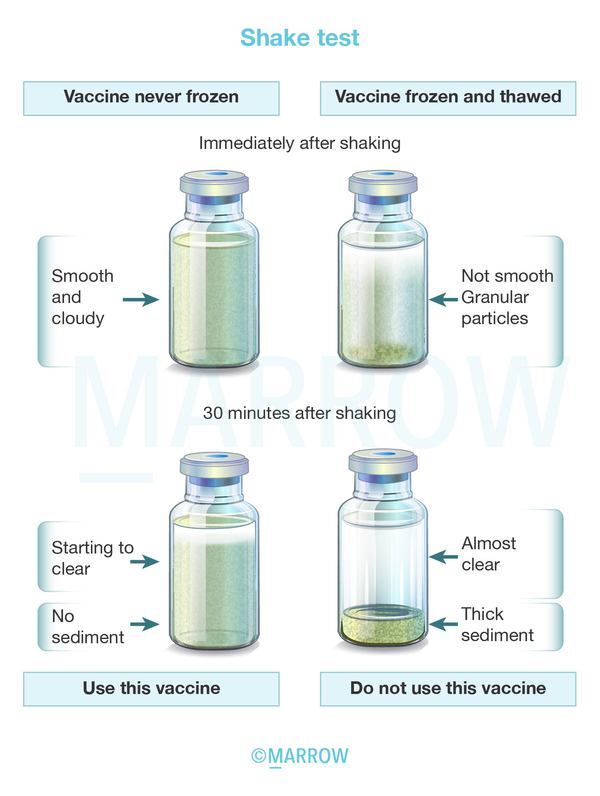 Shake test
Vaccine never frozen
Vaccine frozen and thawed
Immediately after shaking
Smooth
and
cloudy
Not smooth
Granular
particles
MARROW
30 minutes after shaking
Starting to
clear
No
sediment
Almost
clear
Thick
sediment
Use this vaccine
Do not use this vaccine
©MARROW